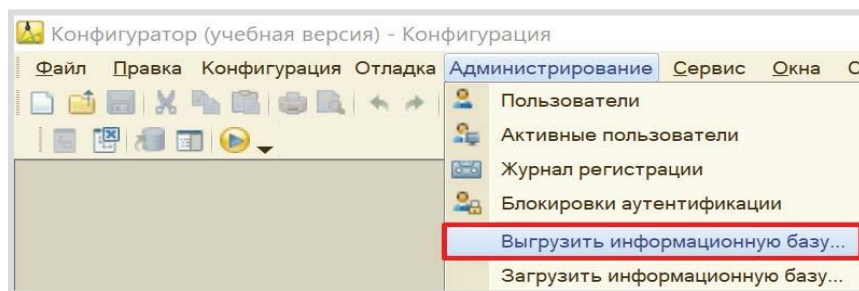 Конфигуратор (учебная версия) - Конфигурация
Файл Правка Конфигурация Отладка Администрирование Сервис Окна С
Пользователи
Активные пользователи
Журнал регистрации
Блокировки аутентификации
Выгрузить информационную базу...
Загрузить информационную базу...